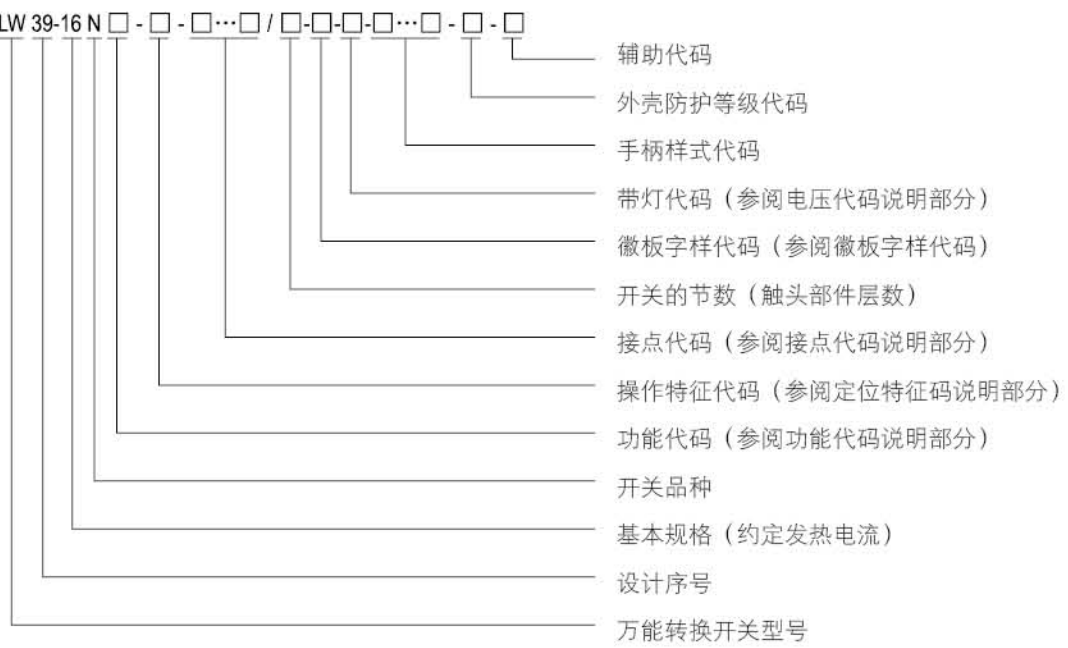 LW 39-16 N □ - □ - □…□ / □-□-□-□…□ - □ - □
辅助代码
外壳防护等级代码
手柄样式代码
带灯代码（参阅电压代码说明部分）
徽板字样代码（参阅徽板字样代码）
开关的节数（触头部件层数）
接点代码（参阅接点代码说明部分）
操作特征代码（参阅定位特征码说明部分）
功能代码（参阅功能代码说明部分）
开关品种
基本规格（约定发热电流）
设计序号
万能转换开关型号